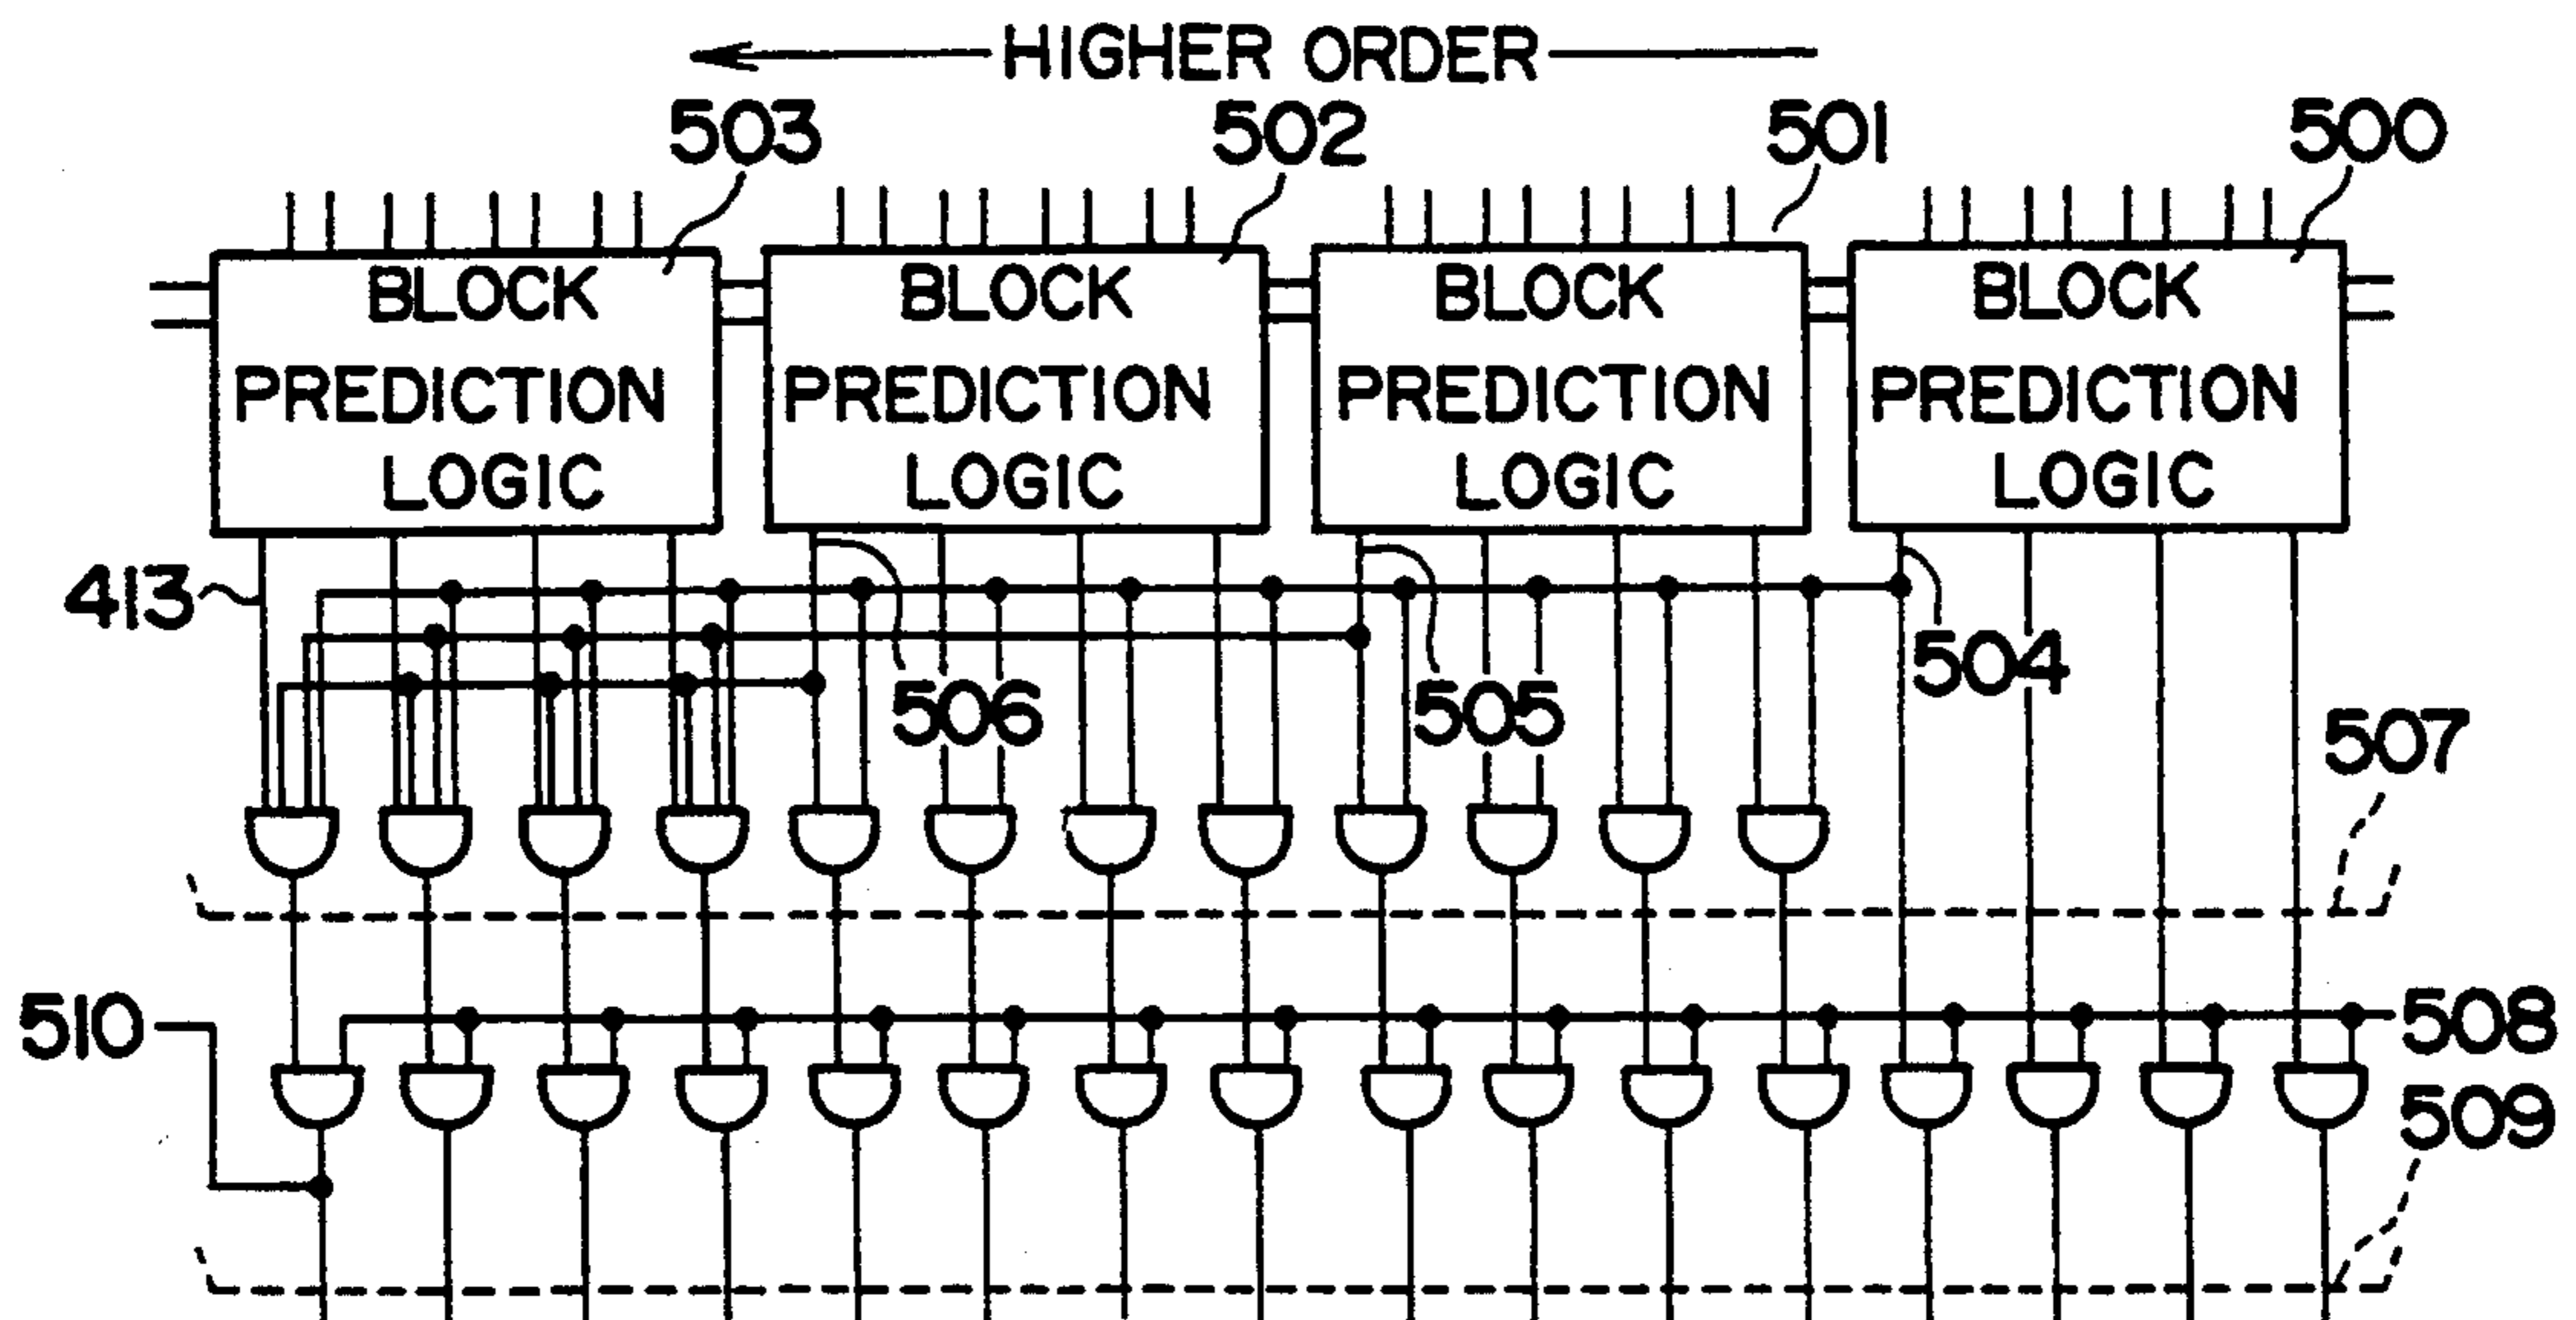 HIGHER ORDER
503 502 501 500
BLOCK PREDICTION LOGIC
BLOCK PREDICTION LOGIC
BLOCK PREDICTION LOGIC
BLOCK PREDICTION LOGIC
413
504
506 505
507
510
508
509